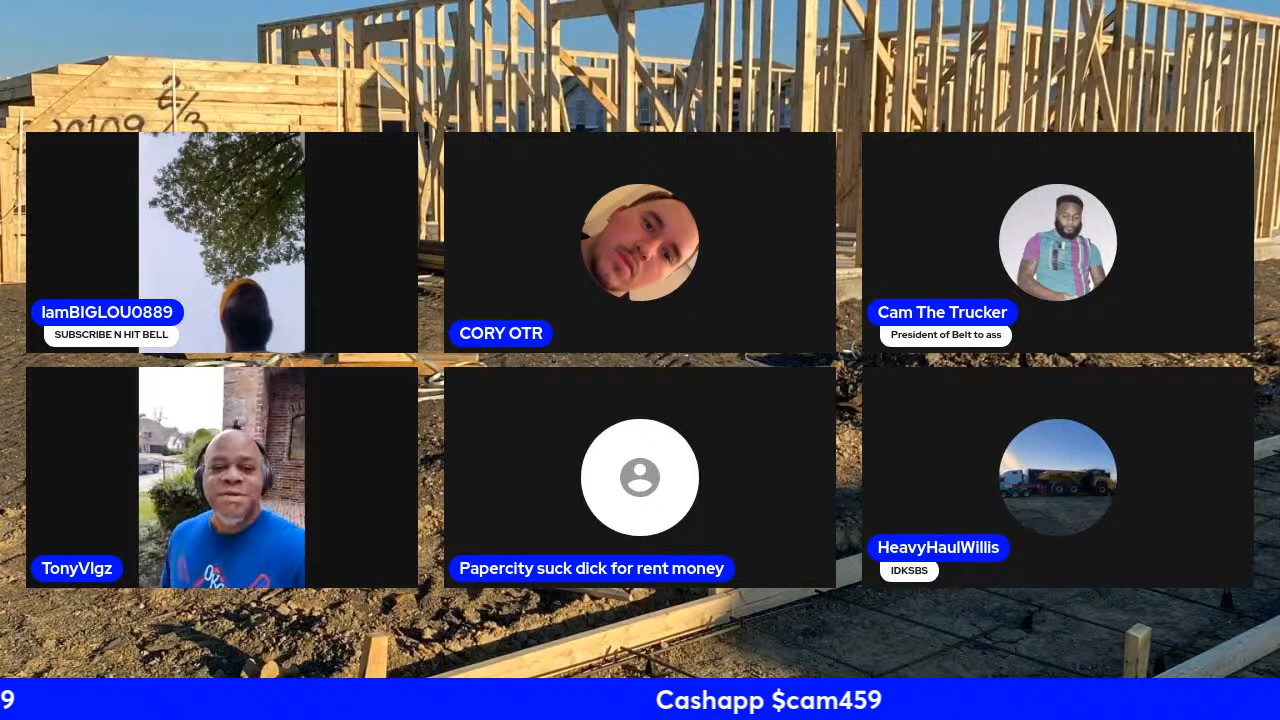 IamBIGLOU0889
SUBSCRIBE N HIT BELL
CORY OTR
Cam The Trucker
President of Belt to ass
TonyVlgz
Papercity suck dick for rent money
HeavyHaulWillis
IDKSBS
9
Cashapp $cam459